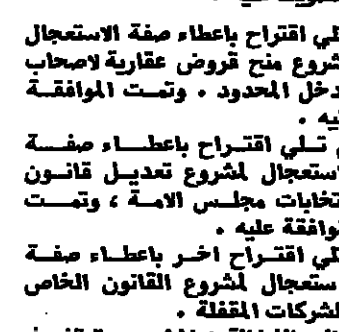 لي اقتراح باعطاء صفة الاستعجال
شروع منح قروض عقارية لاصحاب
دخل المحدود . وتمت الموافقة
يه .
تلي اقتراح باعطاء صفة
استعجال لمشروع تعديل قانون
تخابات مجلس الامة ، وتمت
وافقة عليه .
لي اقتراح اخر باعطاء صفة
ستعجال لمشروع القانون الخاص
لشركات المقفلة .